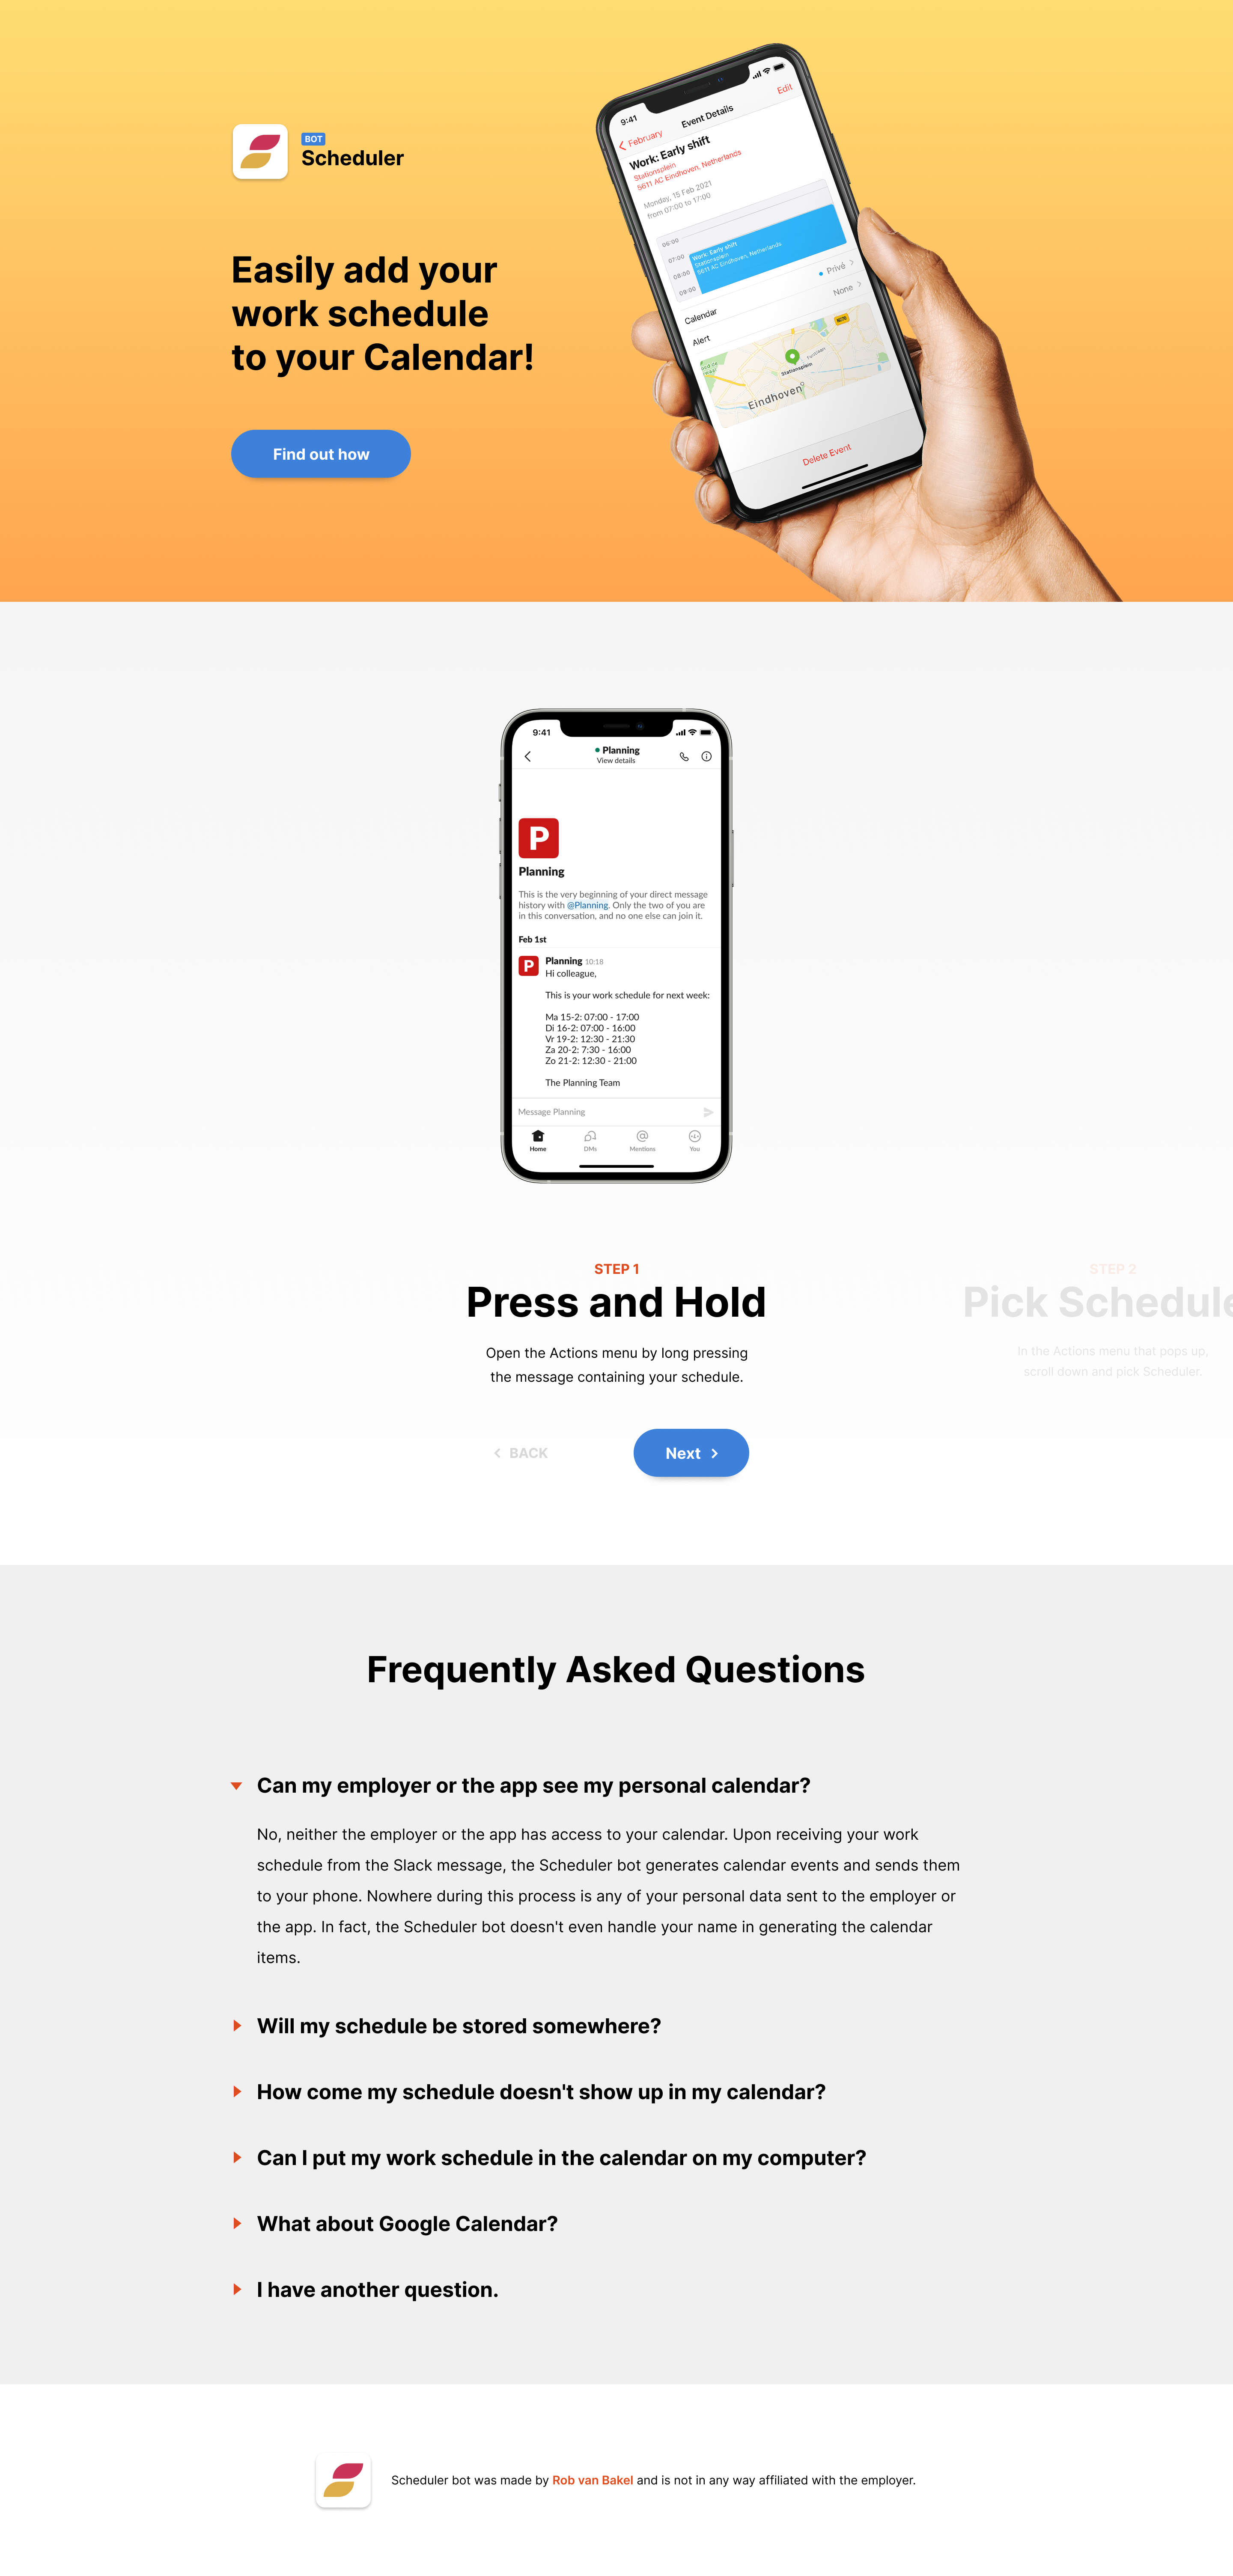 BOT
Scheduler
Easily add your
work schedule
to your Calendar!
Find out how
9:41
February
Event Details
Edit
Work: Early shift
Stationsplein
5611 AC Eindhoven, Netherlands
Monday, 15 Feb 2021
from 07:00 to 17:00
06:00
07:00
08:00
09:00
Work: Early shift
Stationsplein
5611 AC Eindhoven, Netherlands
Calendar
Privé
Alert
None
Stationsplein
Eindhoven
Delete Event
9:41
Planning
View details
P
Planning
This is the very beginning of your direct message
history with @Planning. Only the two of you are
in this conversation, and no one else can join it.
Feb 1st
P
Planning 10:18
Hi colleague,
This is your work schedule for next week:
Ma 15-2: 07:00 - 17:00
Di 16-2: 07:00 - 16:00
Vr 19-2: 12:30 - 21:30
Za 20-2: 7:30 - 16:00
Zo 21-2: 12:30 - 21:00
The Planning Team
Message Planning
Home
DMs
Mentions
You
STEP 1
Press and Hold
Open the Actions menu by long pressing
the message containing your schedule.
STEP 2
Pick Schedule
In the Actions menu that pops up,
scroll down and pick Scheduler.
BACK
Next
Frequently Asked Questions
Can my employer or the app see my personal calendar?
No, neither the employer or the app has access to your calendar. Upon receiving your work
schedule from the Slack message, the Scheduler bot generates calendar events and sends them
to your phone. Nowhere during this process is any of your personal data sent to the employer or
the app. In fact, the Scheduler bot doesn't even handle your name in generating the calendar
items.
Will my schedule be stored somewhere?
How come my schedule doesn't show up in my calendar?
Can I put my work schedule in the calendar on my computer?
What about Google Calendar?
I have another question.
Scheduler bot was made by Rob van Bakel and is not in any way affiliated with the employer.